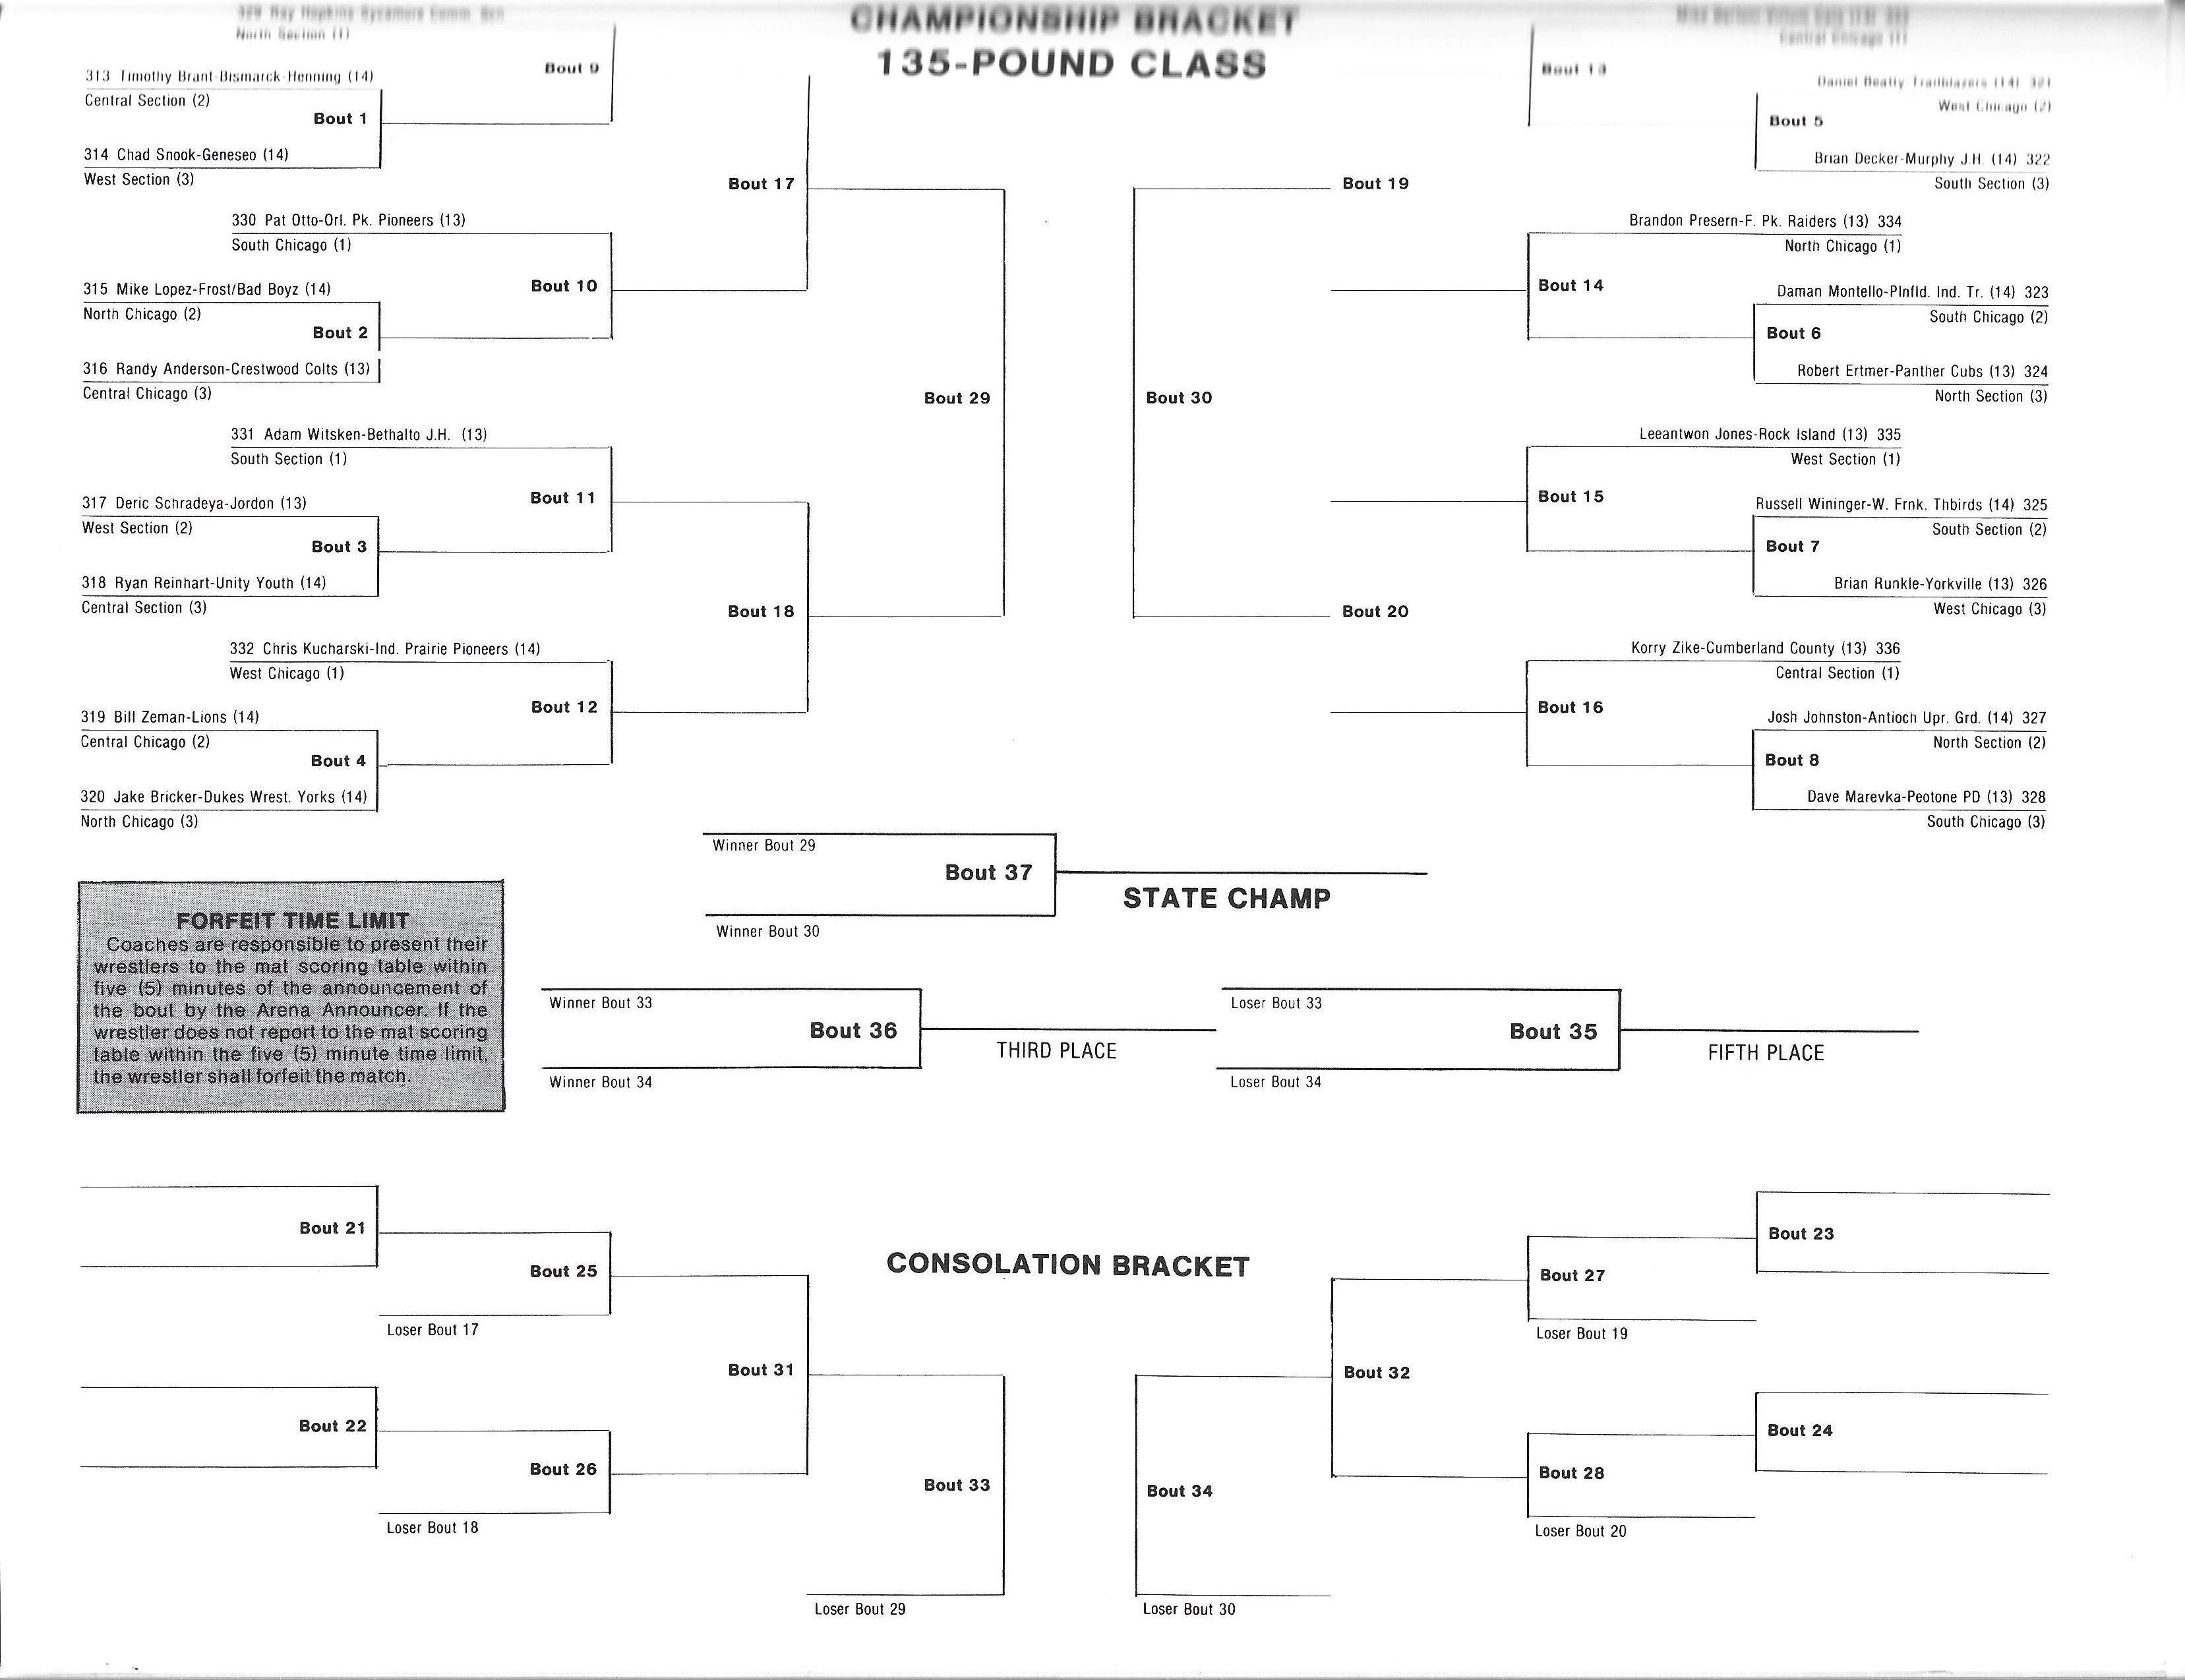 CHAMPIONSHIP BRACKET
135-POUND CLASS
329 Ray Hopkins Sycamore Comm.
North Section (1)
Bout 9
313 Timothy Brant-Bismarck-Henning (14)
Central Section (2)
Bout 1
314 Chad Snook-Geneseo (14)
West Section (3)
Bout 17
330 Pat Otto-Orl. Pk. Pioneers (13)
South Chicago (1)
Bout 10
315 Mike Lopez-Frost/Bad Boyz (14)
North Chicago (2)
Bout 2
316 Randy Anderson-Crestwood Colts (13)
Central Chicago (3)
Bout 29
331 Adam Witsken-Bethalto J.H. (13)
South Section (1)
Bout 11
317 Deric Schradeya-Jordon (13)
West Section (2)
Bout 3
318 Ryan Reinhart-Unity Youth (14)
Central Section (3)
Bout 18
332 Chris Kucharski-Ind. Prairie Pioneers (14)
West Chicago (1)
Bout 12
319 Bill Zeman-Lions (14)
Central Chicago (2)
Bout 4
320 Jake Bricker-Dukes Wrest. Yorks (14)
North Chicago (3)
Mike
Central Chicago (1)
Bout 13
Daniel Beatty Trailblazers (14) 321
West Chicago (2)
Bout 5
Brian Decker-Murphy J.H. (14) 322
South Section (3)
Bout 19
Brandon Presern-F. Pk. Raiders (13) 334
North Chicago (1)
Bout 14
Daman Montello-Plnfld. Ind. Tr. (14) 323
South Chicago (2)
Bout 6
Robert Ertmer-Panther Cubs (13) 324
North Section (3)
Bout 30
Leeantwon Jones-Rock Island (13) 335
West Section (1)
Bout 15
Russell Wininger-W. Frnk. Thbirds (14) 325
South Section (2)
Bout 7
Brian Runkle-Yorkville (13) 326
West Chicago (3)
Bout 20
Korry Zike-Cumberland County (13) 336
Central Section (1)
Bout 16
Josh Johnston-Antioch Upr. Grd. (14) 327
North Section (2)
Bout 8
Dave Marevka-Peotone PD (13) 328
South Chicago (3)
Winner Bout 29
Bout 37
STATE CHAMP
Winner Bout 30
FORFEIT TIME LIMIT
Coaches are responsible to present their
wrestlers to the mat scoring table within
five (5) minutes of the announcement of
the bout by the Arena Announcer. If the
wrestler does not report to the mat scoring
table within the five (5) minute time limit,
the wrestler shall forfeit the match.
Winner Bout 33
Bout 36
THIRD PLACE
Winner Bout 34
Loser Bout 33
Bout 35
FIFTH PLACE
Loser Bout 34
CONSOLATION BRACKET
Bout 21
Bout 25
Loser Bout 17
Bout 31
Bout 22
Bout 26
Loser Bout 18
Bout 33
Loser Bout 29
Bout 23
Bout 27
Loser Bout 19
Bout 32
Bout 24
Bout 28
Loser Bout 20
Bout 34
Loser Bout 30